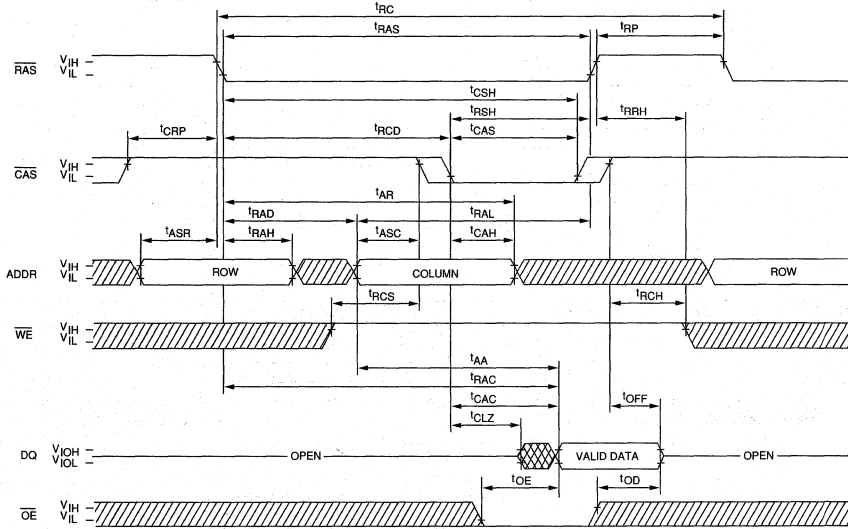 tRC
tRAS
tRP
RAS
VIH
VIL
tCSH
tRSH
tRRH
tCRP
tRCD
tCAS
CAS
VIH
VIL
tAR
tRAD
tRAL
tASR
tRAH
tASC
tCAH
ADDR
VIH
VIL
ROW
COLUMN
ROW
tRCS
tRCH
WE
VIH
VIL
tAA
tRAC
tCAC
tOFF
tCLZ
DQ
VIOH
VIOL
OPEN
VALID DATA
OPEN
tOE
tOD
OE
VIH
VIL